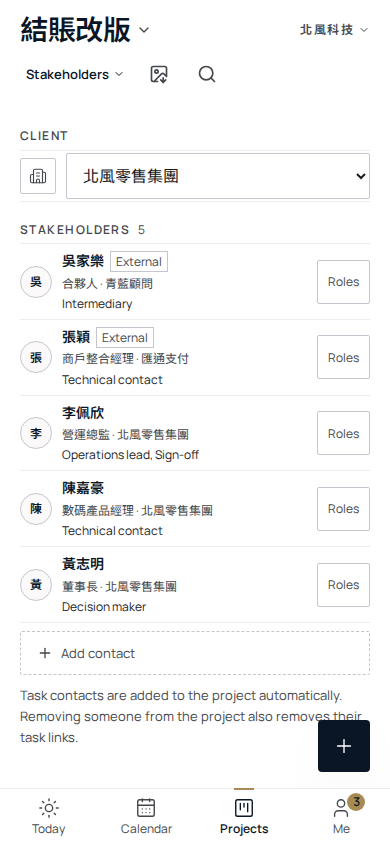 結帳改版
北風科技
Stakeholders
CLIENT
北風零售集團
STAKEHOLDERS 5
吳
吳家樂 External
合夥人 · 青藍顧問
Intermediary
Roles
張
張穎 External
商戶整合經理 · 匯通支付
Technical contact
Roles
李
李佩欣
營運總監 · 北風零售集團
Operations lead, Sign-off
Roles
陳
陳嘉豪
數碼產品經理 · 北風零售集團
Technical contact
Roles
黃
黃志明
董事長 · 北風零售集團
Decision maker
Roles
+ Add contact
Task contacts are added to the project automatically.
Removing someone from the project also removes their
task links.
+
Today
Calendar
Projects
3
Me